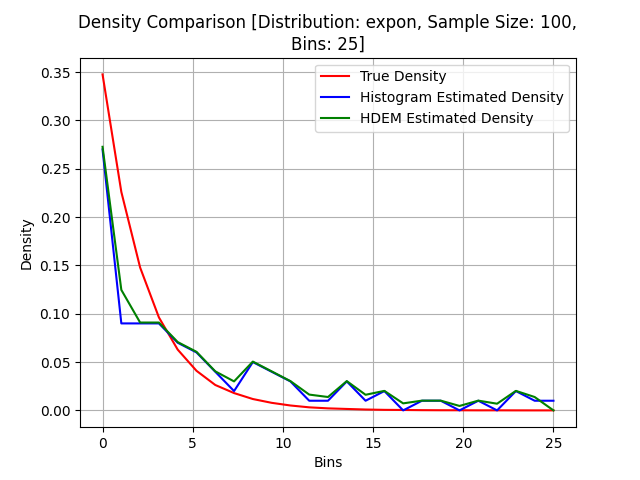 Density Comparison [Distribution: expon, Sample Size: 100,
Bins: 25]
True Density
Histogram Estimated Density
HDEM Estimated Density
Density
0.35
0.30
0.25
0.20
0.15
0.10
0.05
0.00
0 5 10 15 20 25
Bins